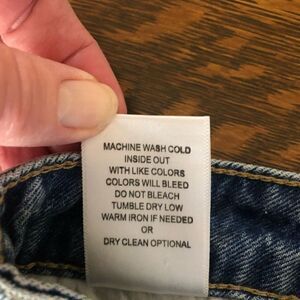 MACHINE WASH COLD
INSIDE OUT
WITH LIKE COLORS
COLORS WILL BLEED
DO NOT BLEACH
TUMBLE DRY LOW
WARM IRON IF NEEDED
OR
DRY CLEAN OPTIONAL